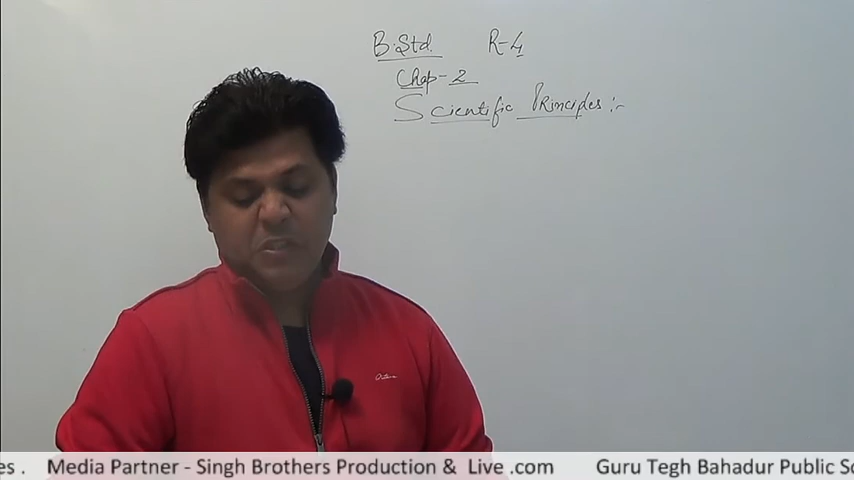 B.Std. R-4
Chap-2
Scientific Principles :-
es . Media Partner - Singh Brothers Production & Live .com Guru Tegh Bahadur Public Sc